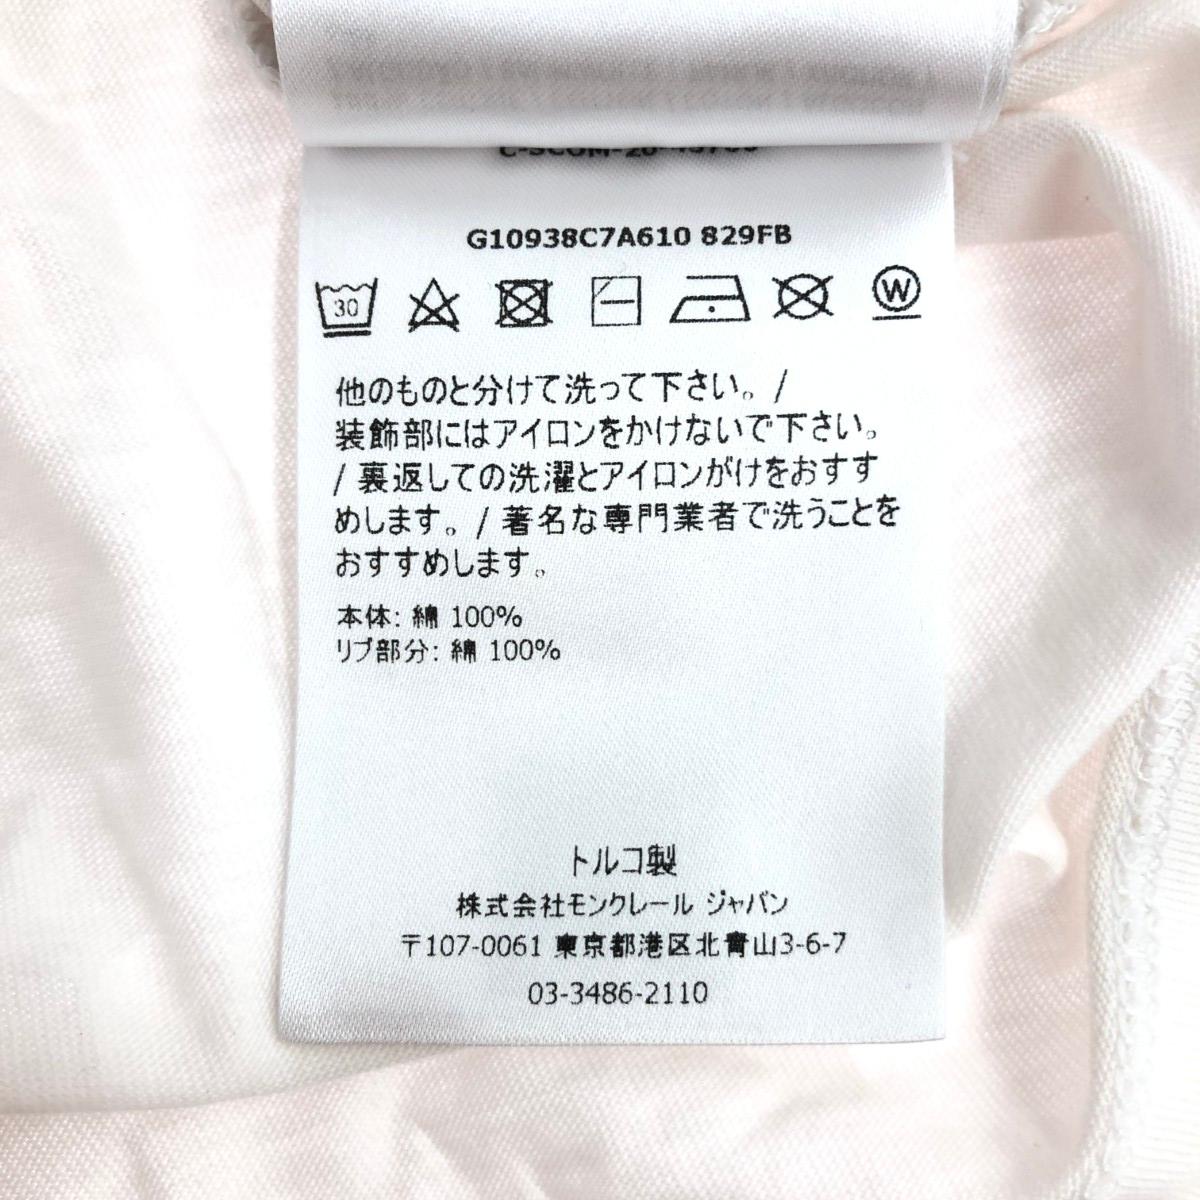 G10938C7A610 829FB
30
W
他のものと分けて洗って下さい。/
装飾部にはアイロンをかけないで下さい。
/ 裏返しての洗濯とアイロンがけをおすす
めします。/ 著名な専門業者で洗うことを
おすすめします。
本体: 綿 100%
リブ部分: 綿 100%
トルコ製
株式会社モンクレール ジャパン
〒107-0061 東京都港区北青山3-6-7
03-3486-2110